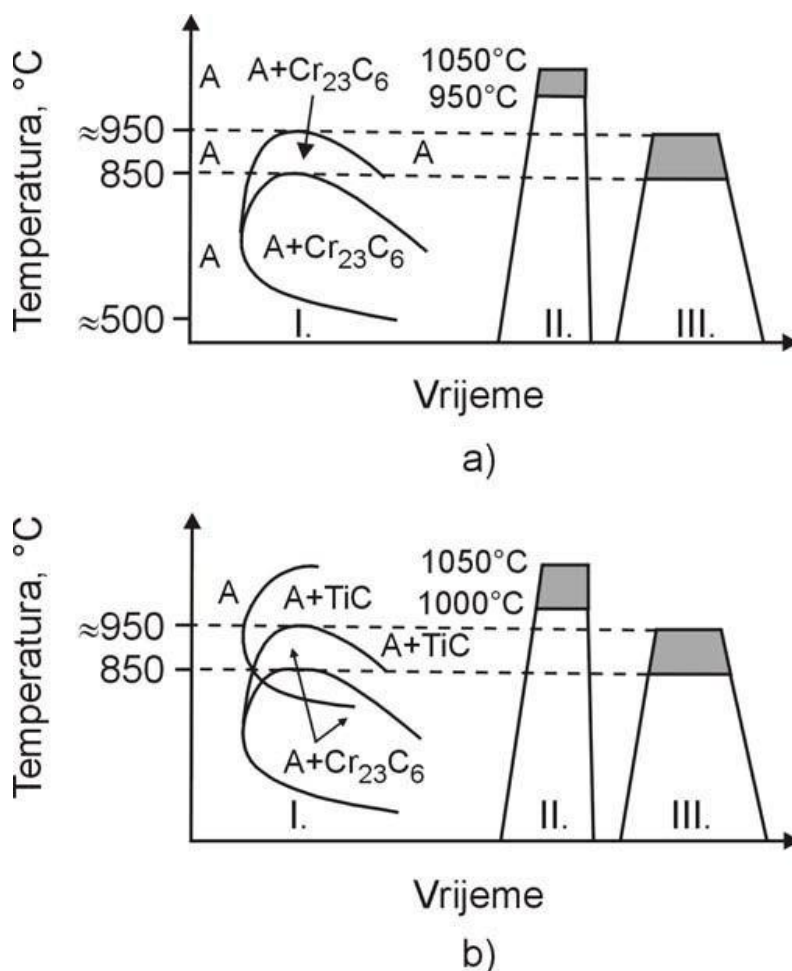 Temperatura, °C
A
A+Cr23C6
1050°C
950°C
≈950
A
A
850
A
A+Cr23C6
≈500
I.
II.
III.
Vrijeme
a)
Temperatura, °C
1050°C
A
A+TiC
1000°C
≈950
A+TiC
850
A+Cr23C6
I.
II.
III.
Vrijeme
b)